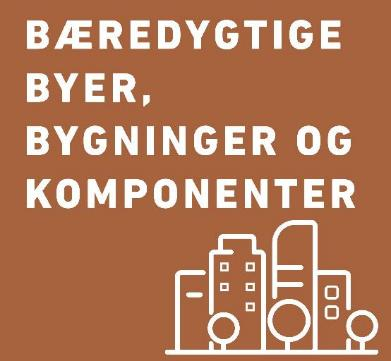 BÆREDYGTIGE
BYER,
BYGNINGER OG
KOMPONENTER